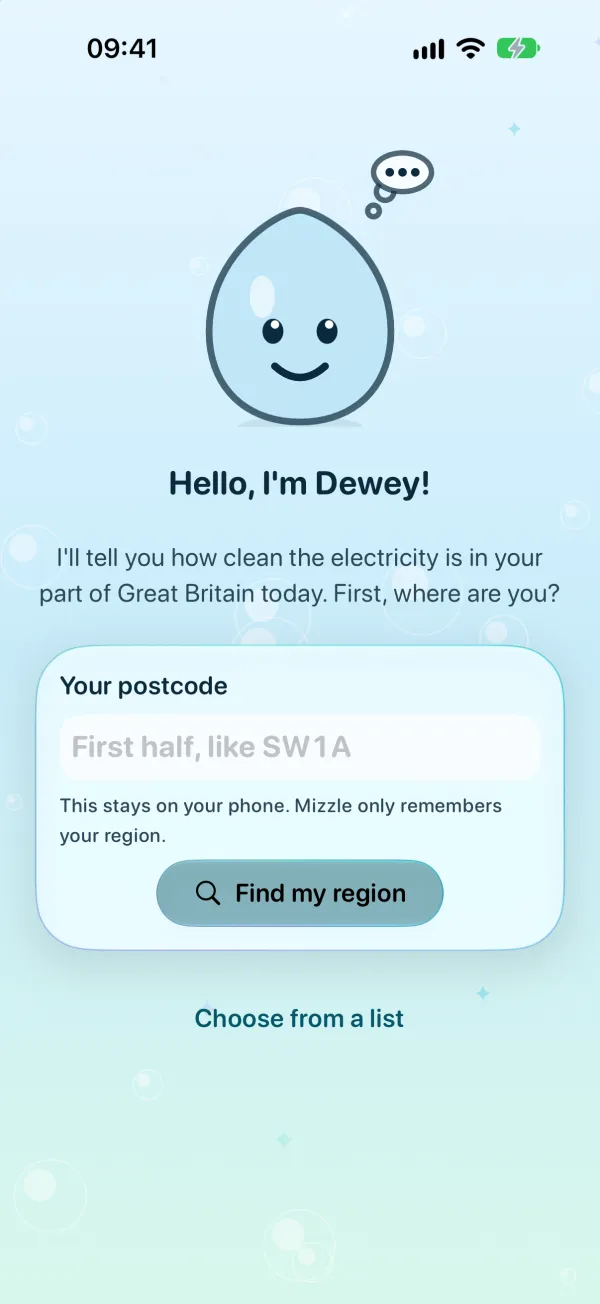 09:41
Hello, I'm Dewey!
I'll tell you how clean the electricity is in your
part of Great Britain today. First, where are you?
Your postcode
First half, like SW1A
This stays on your phone. Mizzle only remembers
your region.
Find my region
Choose from a list